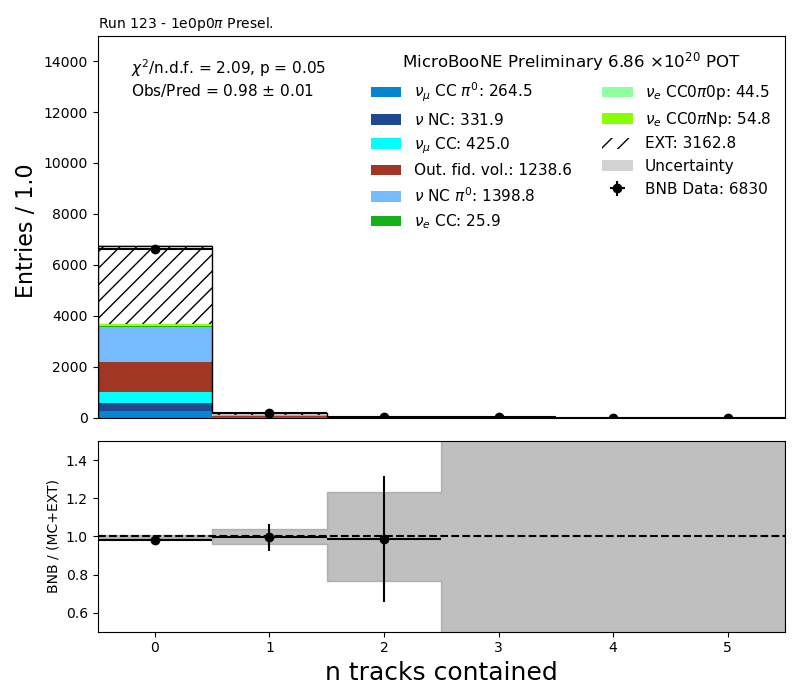 Run 123 - 1e0p0π Presel.
χ²/n.d.f. = 2.09, p = 0.05
Obs/Pred = 0.98 ± 0.01
MicroBooNE Preliminary 6.86 ×10²⁰ POT
ν_μ CC π⁰: 264.5
ν NC: 331.9
ν_μ CC: 425.0
Out. fid. vol.: 1238.6
ν NC π⁰: 1398.8
ν_e CC: 25.9
ν_e CC0π0p: 44.5
ν_e CC0πNp: 54.8
EXT: 3162.8
Uncertainty
BNB Data: 6830
Entries / 1.0
14000
12000
10000
8000
6000
4000
2000
0
BNB / (MC+EXT)
1.4
1.2
1.0
0.8
0.6
0 1 2 3 4 5
n tracks contained